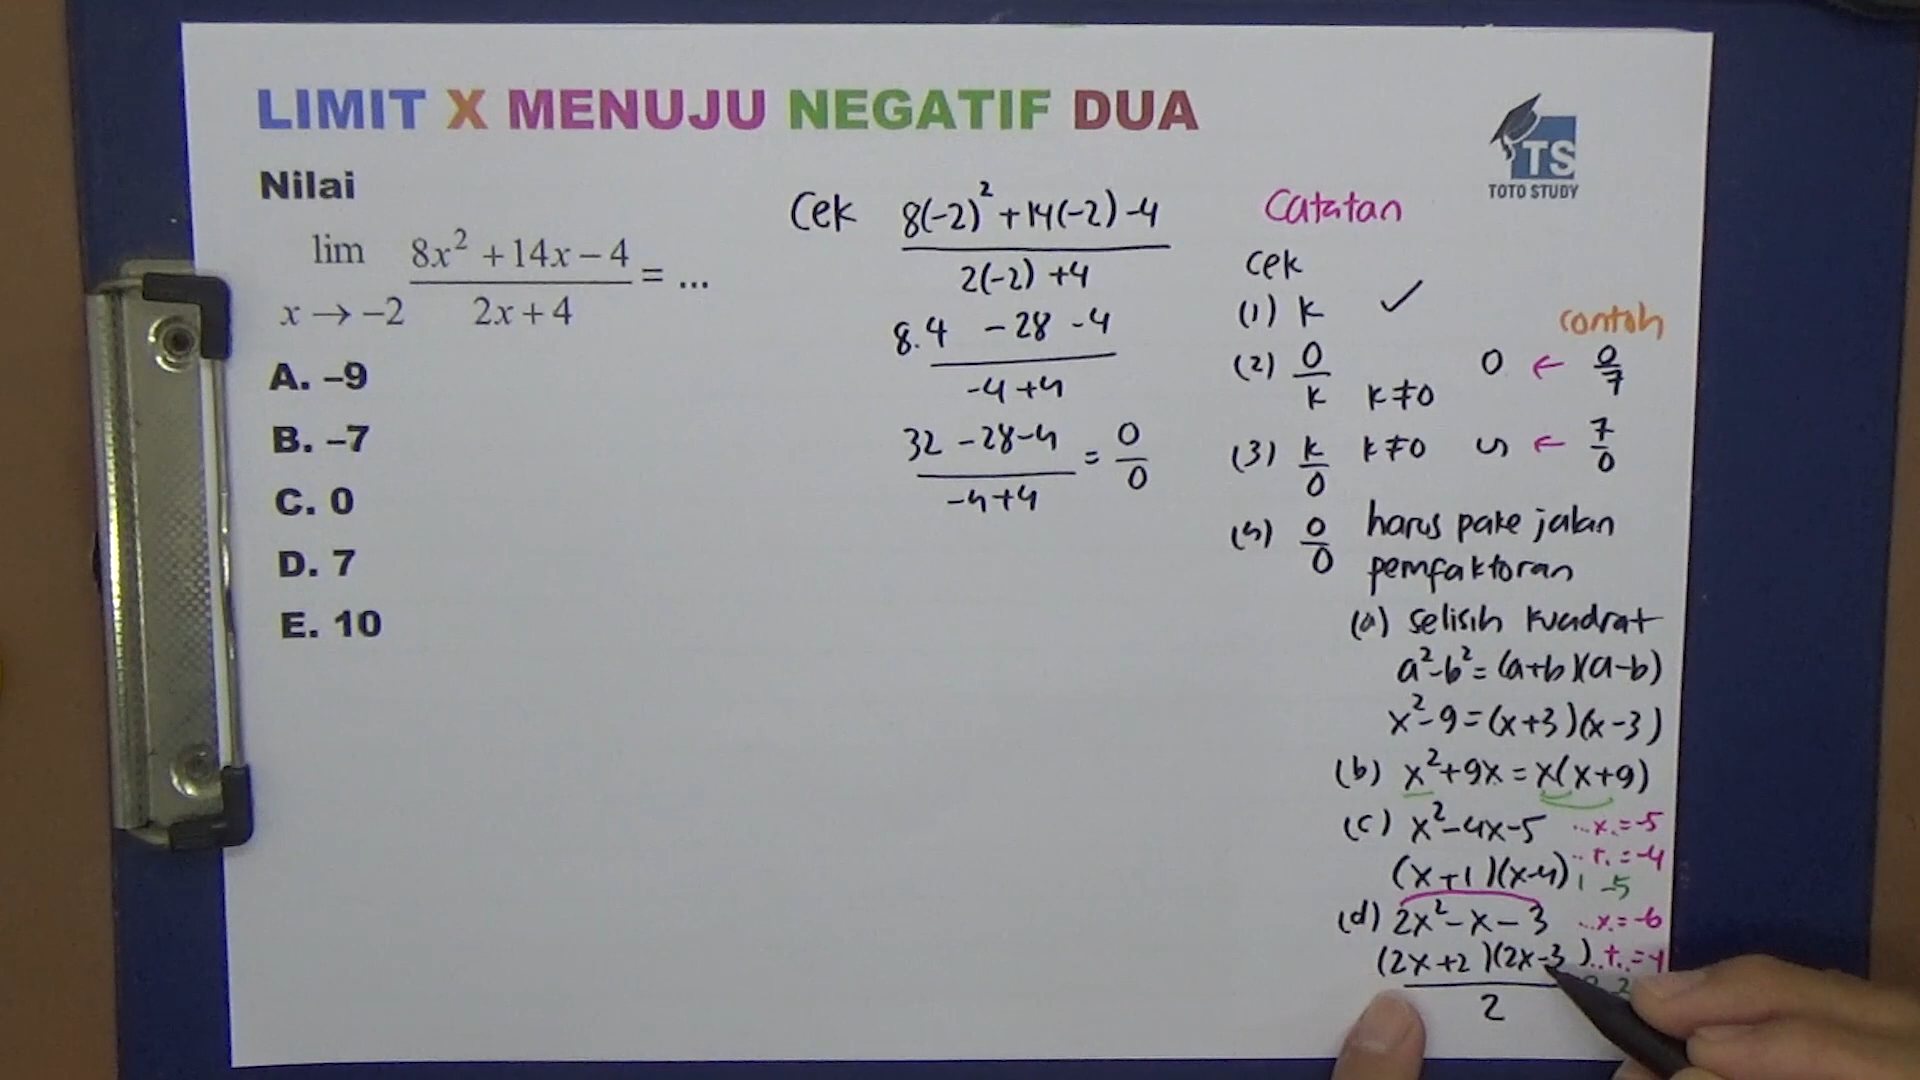 LIMIT X MENUJU NEGATIF DUA
TS
TOTO STUDY
Nilai
lim 8x² + 14x – 4
x → –2 2x + 4 = ...
A. –9
B. –7
C. 0
D. 7
E. 10
Cek 8(-2)² + 14(-2) - 4
2(-2) + 4
8.4 - 28 - 4
-4 + 4
32 - 28 - 4 = 0/0
-4 + 4
Catatan
Cek
(1) k ✓
contoh
(2) 0/k k ≠ 0 0 ← 0/7
(3) k/0 k ≠ 0 ∽ ← 7/0
(4) 0/0 harus pake jalan
pemfaktoran
(a) selisih kuadrat
a² - b² = (a+b)(a-b)
x² - 9 = (x+3)(x-3)
(b) x² + 9x = x(x+9)
(c) x² - 4x - 5 ...x. = -5
(x+1)(x-4) ..+. = -4
1 -5
(d) 2x² - x - 3 ...x. = -6
(2x+2)(2x-3) ..+. =
2